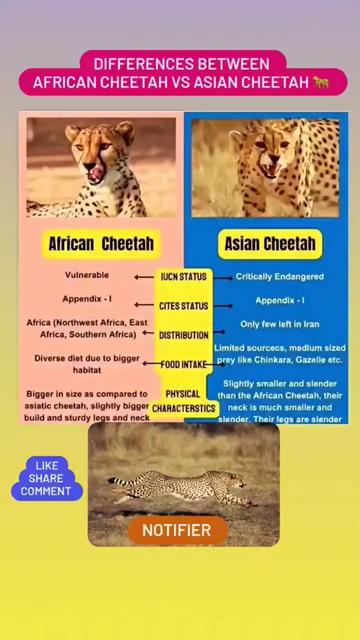 DIFFERENCES BETWEEN
AFRICAN CHEETAH VS ASIAN CHEETAH 🐆
African Cheetah
Asian Cheetah
Vulnerable
IUCN STATUS
Critically Endangered
Appendix - I
CITES STATUS
Appendix - I
Africa (Northwest Africa, East
Africa, Southern Africa)
DISTRIBUTION
Only few left in Iran
Diverse diet due to bigger
habitat
FOOD INTAKE
Limited sourcecs, medium sized
prey like Chinkara, Gazelle etc.
Bigger in size as compared to
asiatic cheetah, slightly bigger
build and sturdy legs and neck
PHYSICAL
CHARACTERSTICS
Slightly smaller and slender
than the African Cheetah, their
neck is much smaller and
slender. Their legs are slender
LIKE
SHARE
COMMENT
NOTIFIER